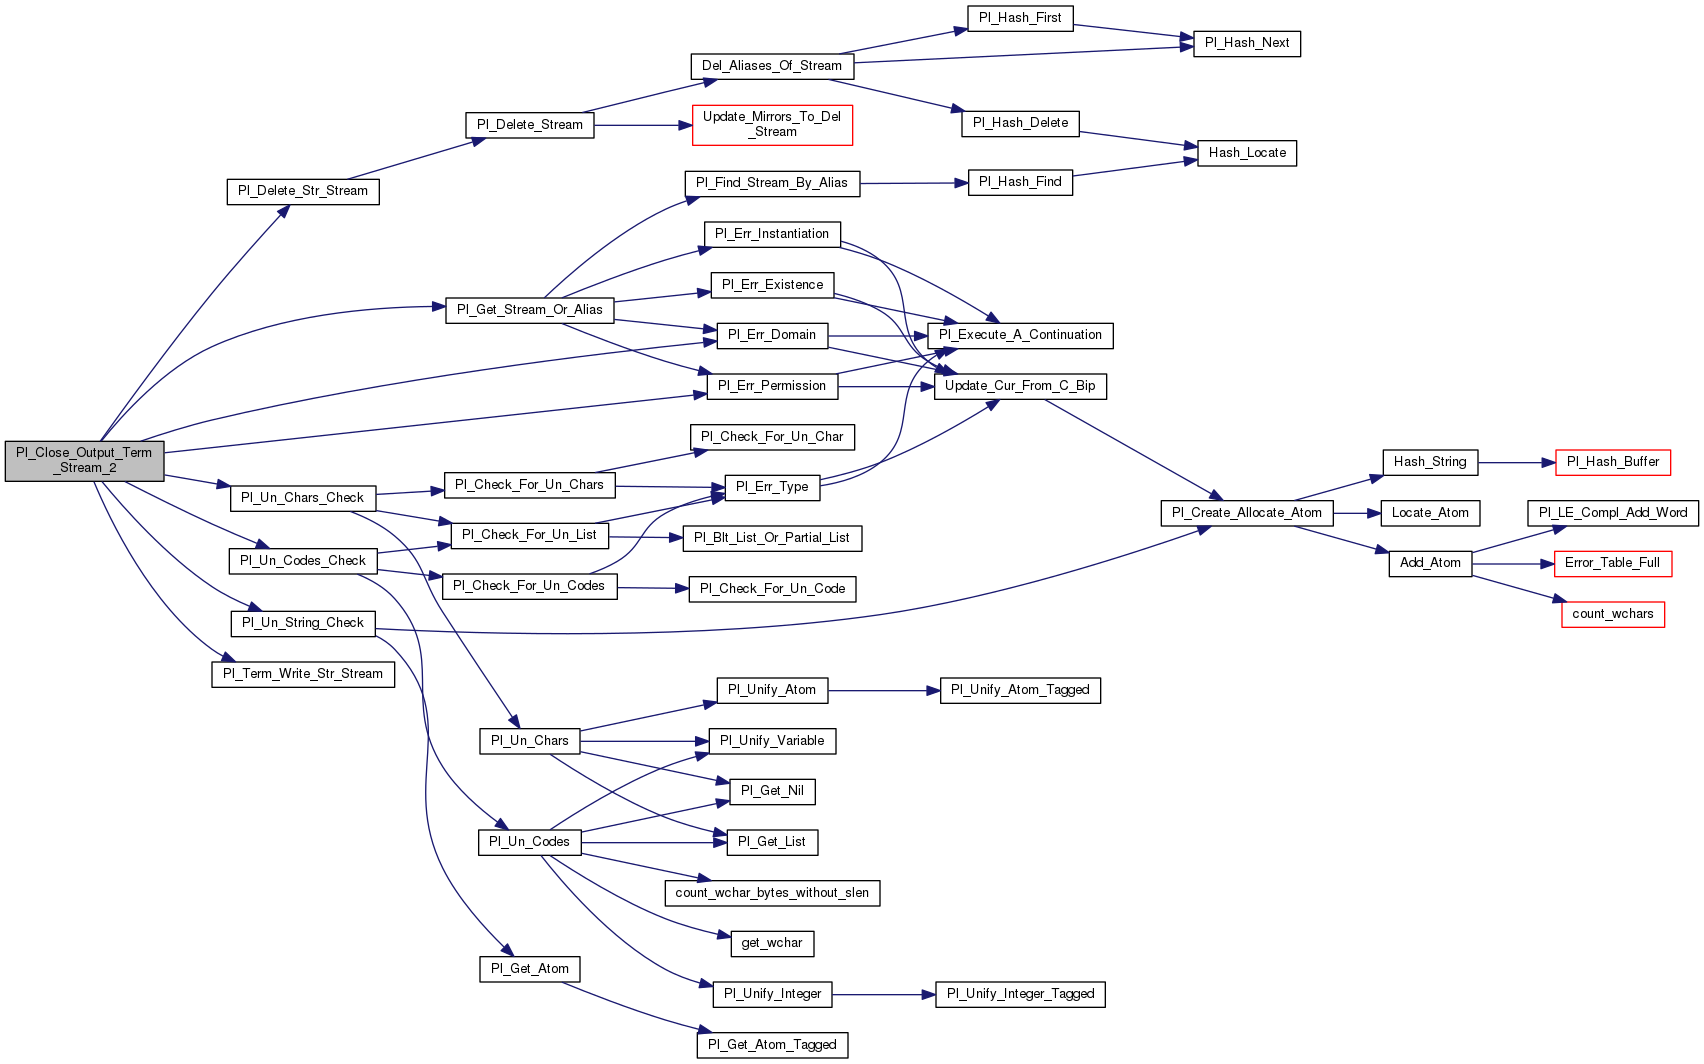 Pl_Hash_First
Pl_Hash_Next
Del_Aliases_Of_Stream
Pl_Delete_Stream
Update_Mirrors_To_Del
_Stream
Pl_Hash_Delete
Hash_Locate
Pl_Delete_Str_Stream
Pl_Find_Stream_By_Alias
Pl_Hash_Find
Pl_Err_Instantiation
Pl_Err_Existence
Pl_Get_Stream_Or_Alias
Pl_Err_Domain
Pl_Execute_A_Continuation
Pl_Err_Permission
Update_Cur_From_C_Bip
Pl_Close_Output_Term
_Stream_2
Pl_Check_For_Un_Char
Hash_String
Pl_Hash_Buffer
Pl_Un_Chars_Check
Pl_Check_For_Un_Chars
Pl_Err_Type
Pl_Create_Allocate_Atom
Locate_Atom
Pl_LE_Compl_Add_Word
Pl_Check_For_Un_List
Pl_Blt_List_Or_Partial_List
Pl_Un_Codes_Check
Add_Atom
Error_Table_Full
Pl_Check_For_Un_Codes
Pl_Check_For_Un_Code
count_wchars
Pl_Un_String_Check
Pl_Term_Write_Str_Stream
Pl_Unify_Atom
Pl_Unify_Atom_Tagged
Pl_Un_Chars
Pl_Unify_Variable
Pl_Get_Nil
Pl_Un_Codes
Pl_Get_List
count_wchar_bytes_without_slen
get_wchar
Pl_Get_Atom
Pl_Unify_Integer
Pl_Unify_Integer_Tagged
Pl_Get_Atom_Tagged